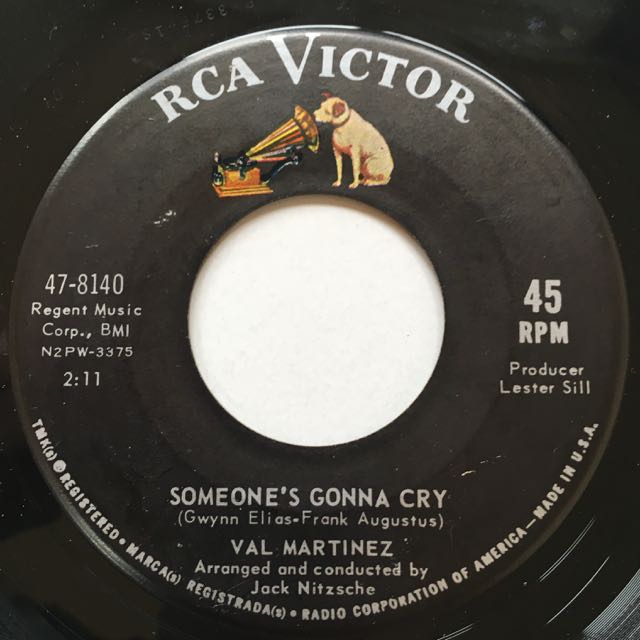 RCA VICTOR
47-8140
Regent Music
Corp., BMI
N2PW-3375
2:11
45
RPM
Producer
Lester Sill
SOMEONE'S GONNA CRY
(Gwynn Elias-Frank Augustus)
VAL MARTINEZ
Arranged and conducted by
Jack Nitzsche
TMK(s) ® REGISTERED • MARCA(s) REGISTRADA(s) • RADIO CORPORATION OF AMERICA—MADE IN U.S.A.